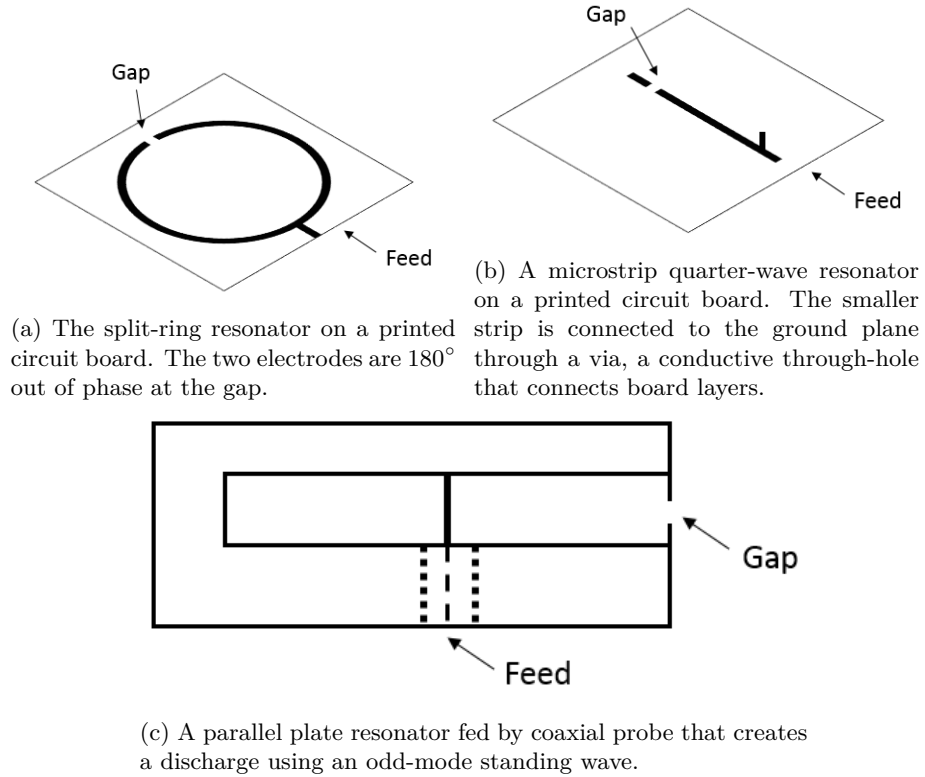 Gap
Feed
(a) The split-ring resonator on a printed
circuit board. The two electrodes are 180°
out of phase at the gap.
Gap
Feed
(b) A microstrip quarter-wave resonator
on a printed circuit board. The smaller
strip is connected to the ground plane
through a via, a conductive through-hole
that connects board layers.
Gap
Feed
(c) A parallel plate resonator fed by coaxial probe that creates
a discharge using an odd-mode standing wave.